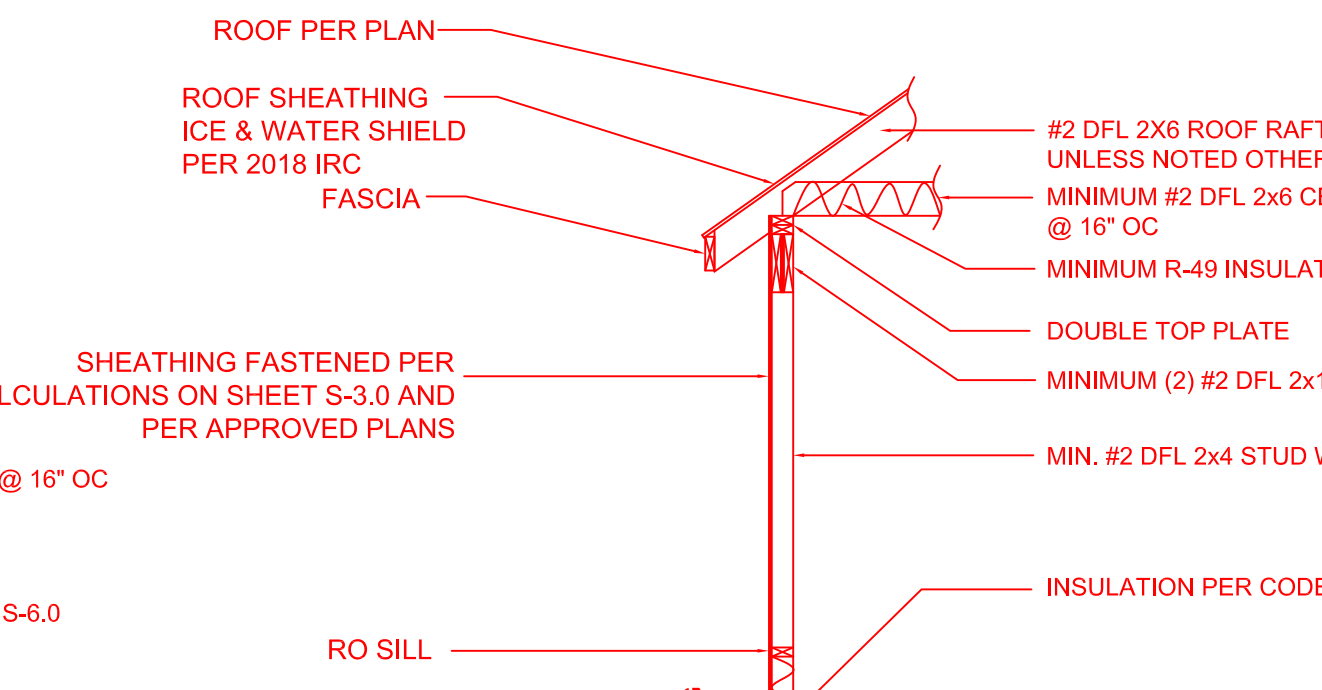 ROOF PER PLAN
ROOF SHEATHING
ICE & WATER SHIELD
PER 2018 IRC
FASCIA
SHEATHING FASTENED PER
LCULATIONS ON SHEET S-3.0 AND
PER APPROVED PLANS
@ 16" OC
S-6.0
RO SILL
#2 DFL 2X6 ROOF RAFT
UNLESS NOTED OTHER
MINIMUM #2 DFL 2x6 CE
@ 16" OC
MINIMUM R-49 INSULAT
DOUBLE TOP PLATE
MINIMUM (2) #2 DFL 2x1
MIN. #2 DFL 2x4 STUD W
INSULATION PER CODE